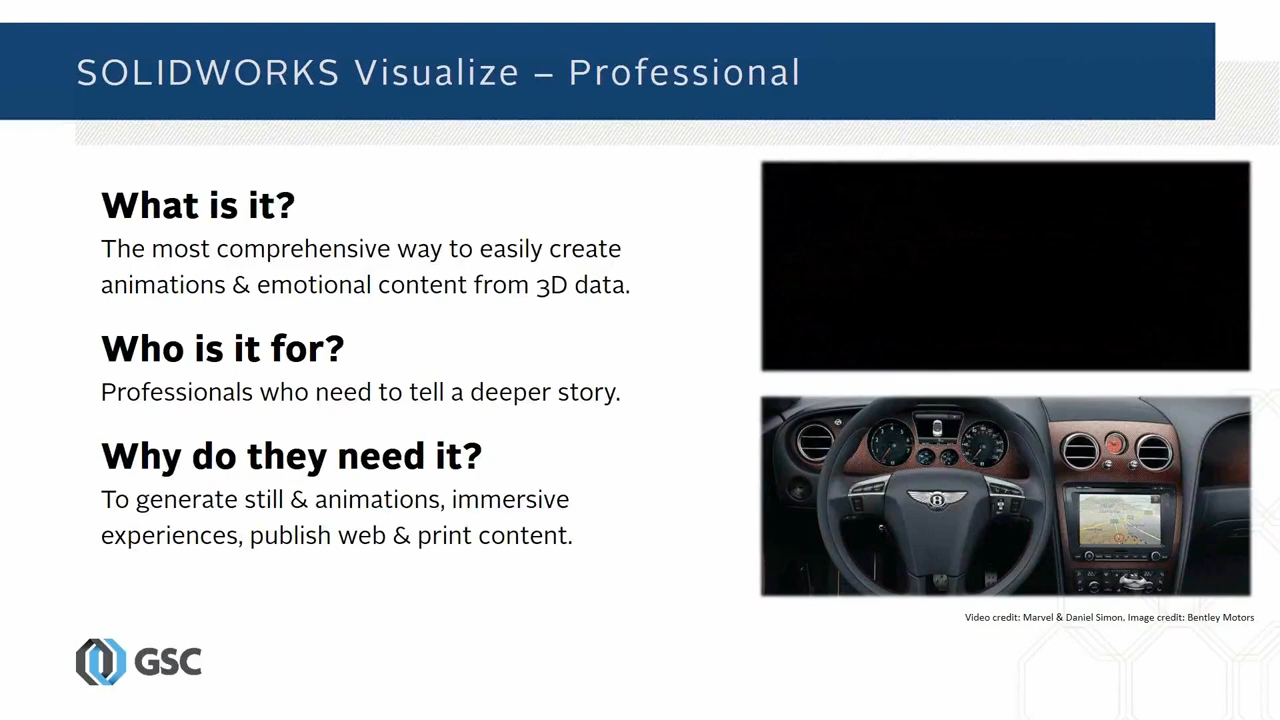 SOLIDWORKS Visualize – Professional
What is it?
The most comprehensive way to easily create
animations & emotional content from 3D data.
Who is it for?
Professionals who need to tell a deeper story.
Why do they need it?
To generate still & animations, immersive
experiences, publish web & print content.
B
Video credit: Marvel & Daniel Simon, Image credit: Bentley Motors
GSC